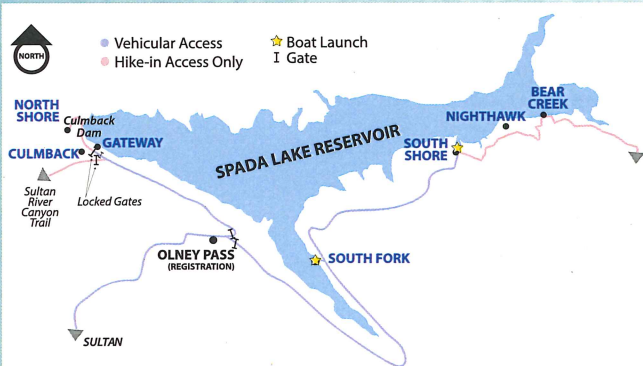 NORTH
Vehicular Access
Hike-in Access Only
Boat Launch
Gate
NORTH
SHORE
Culmback
Dam
CULMBACK
GATEWAY
Sultan
River
Canyon
Trail
Locked Gates
SPADA LAKE RESERVOIR
BEAR
CREEK
NIGHTHAWK
SOUTH
SHORE
OLNEY PASS
(REGISTRATION)
SOUTH FORK
SULTAN